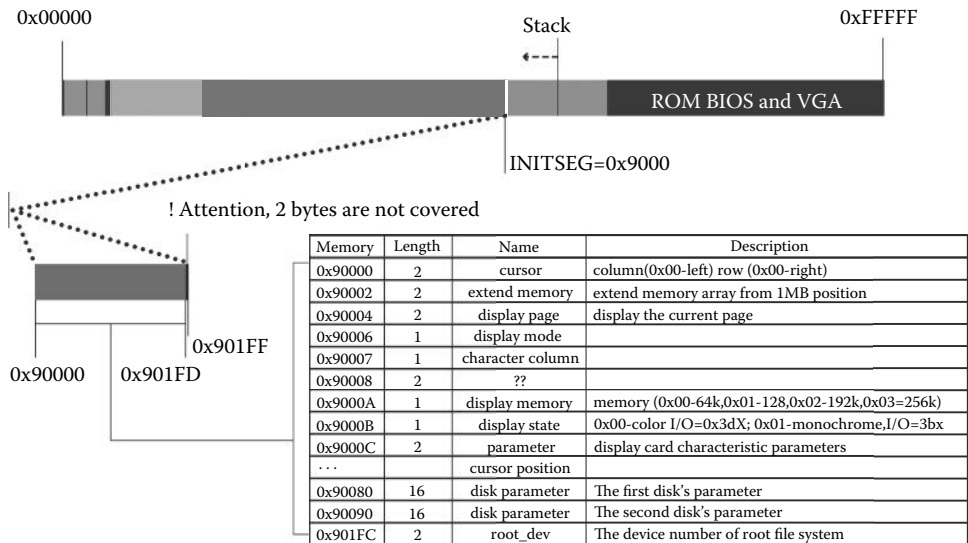 0x00000
0xFFFFF
Stack
ROM BIOS and VGA
INITSEG=0x9000
! Attention, 2 bytes are not covered
0x901FF
0x90000
0x901FD
Memory Length Name Description
0x90000 2 cursor column(0x00-left) row (0x00-right)
0x90002 2 extend memory extend memory array from 1MB position
0x90004 2 display page display the current page
0x90006 1 display mode
0x90007 1 character column
0x90008 2 ??
0x9000A 1 display memory memory (0x00-64k,0x01-128,0x02-192k,0x03=256k)
0x9000B 1 display state 0x00-color I/O=0x3dX; 0x01-monochrome,I/O=3bx
0x9000C 2 parameter display card characteristic parameters
... cursor position
0x90080 16 disk parameter The first disk's parameter
0x90090 16 disk parameter The second disk's parameter
0x901FC 2 root_dev The device number of root file system